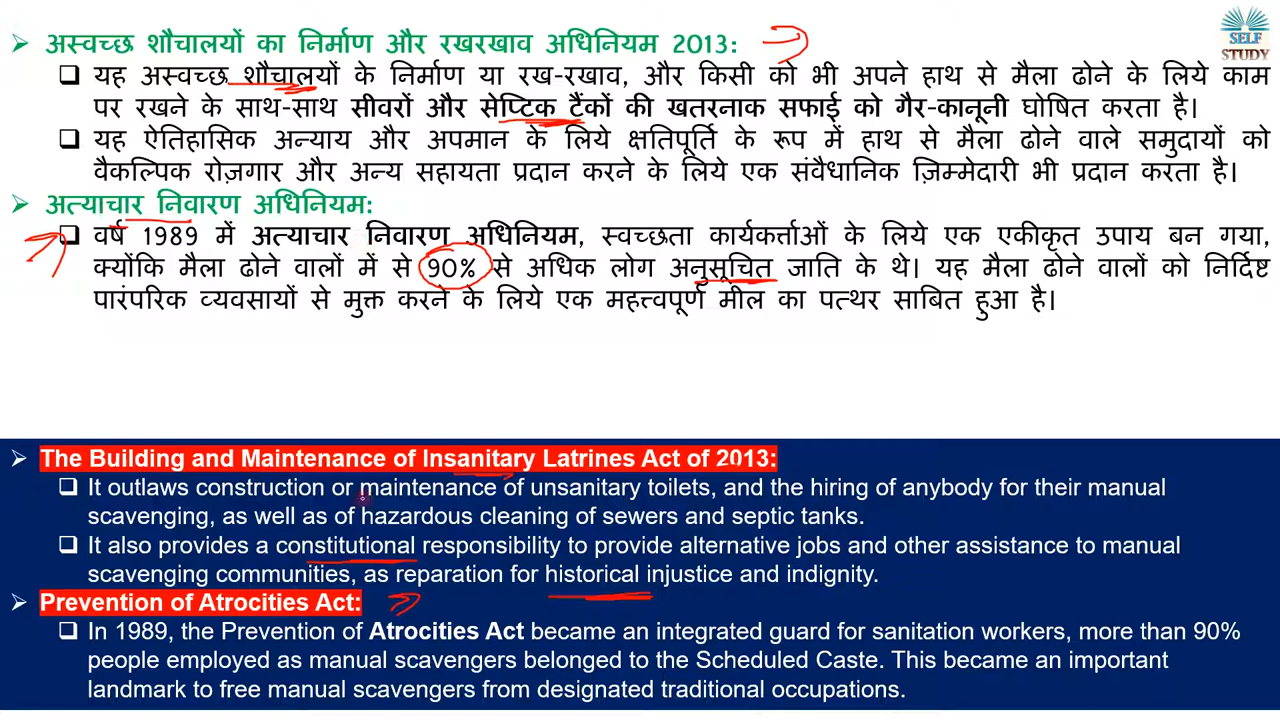 अस्वच्छ शौचालयों का निर्माण और रखरखाव अधिनियम 2013:
SELF
STUDY
यह अस्वच्छ शौचालयों के निर्माण या रख-रखाव, और किसी को भी अपने हाथ से मैला ढोने के लिये काम
पर रखने के साथ-साथ सीवरों और सेप्टिक टैंकों की खतरनाक सफाई को गैर-कानूनी घोषित करता है।
यह ऐतिहासिक अन्याय और अपमान के लिये क्षतिपूर्ति के रूप में हाथ से मैला ढोने वाले समुदायों को
वैकल्पिक रोज़गार और अन्य सहायता प्रदान करने के लिये एक संवैधानिक ज़िम्मेदारी भी प्रदान करता है।
अत्याचार निवारण अधिनियम:
वर्ष 1989 में अत्याचार निवारण अधिनियम, स्वच्छता कार्यकर्त्ताओं के लिये एक एकीकृत उपाय बन गया,
क्योंकि मैला ढोने वालों में से 90% से अधिक लोग अनुसूचित जाति के थे। यह मैला ढोने वालों को निर्दिष्ट
पारंपरिक व्यवसायों से मुक्त करने के लिये एक महत्त्वपूर्ण मील का पत्थर साबित हुआ है।
The Building and Maintenance of Insanitary Latrines Act of 2013:
It outlaws construction or maintenance of unsanitary toilets, and the hiring of anybody for their manual
scavenging, as well as of hazardous cleaning of sewers and septic tanks.
It also provides a constitutional responsibility to provide alternative jobs and other assistance to manual
scavenging communities, as reparation for historical injustice and indignity.
Prevention of Atrocities Act:
In 1989, the Prevention of Atrocities Act became an integrated guard for sanitation workers, more than 90%
people employed as manual scavengers belonged to the Scheduled Caste. This became an important
landmark to free manual scavengers from designated traditional occupations.